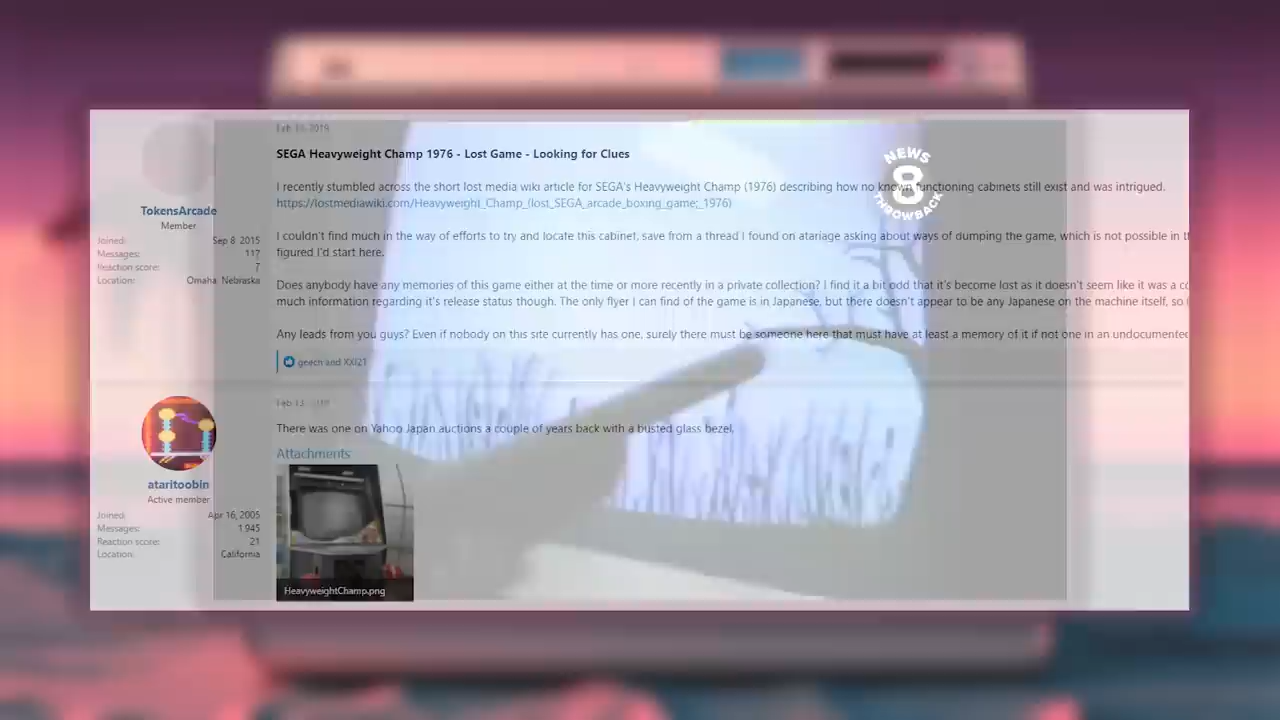 Feb 13, 2019
SEGA Heavyweight Champ 1976 - Lost Game - Looking for Clues
I recently stumbled across the short lost media wiki article for SEGA's Heavyweight Champ (1976) describing how no known functioning cabinets still exist and was intrigued.
https://lostmediawiki.com/Heavyweight_Champ_(lost_SEGA_arcade_boxing_game;_1976)
TokensArcade
Member
Joined: Sep 8, 2015
Messages: 117
Reaction score: 7
Location: Omaha, Nebraska
I couldn't find much in the way of efforts to try and locate this cabinet, save from a thread I found on atariage asking about ways of dumping the game, which is not possible in
figured I'd start here.
Does anybody have any memories of this game either at the time or more recently in a private collection? I find it a bit odd that it's become lost as it doesn't seem like it was a
much information regarding it's release status though. The only flyer I can find of the game is in Japanese, but there doesn't appear to be any Japanese on the machine itself, so
Any leads from you guys? Even if nobody on this site currently has one, surely there must be someone here that must have at least a memory of it if not one in an undocumented
geech and XXI21
NEWS
8
THROWBACK
Feb 13, 2019
There was one on Yahoo Japan auctions a couple of years back with a busted glass bezel.
Attachments
HeavyweightChamp.png
ataritoobin
Active member
Joined: Apr 16, 2005
Messages: 1,945
Reaction score: 21
Location: California